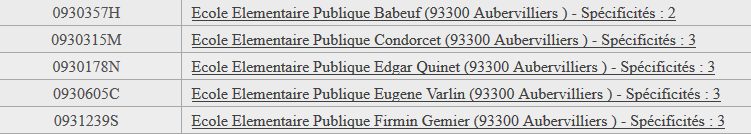 0930357H Ecole Elementaire Publique Babeuf (93300 Aubervilliers ) - Spécificités : 2
0930315M Ecole Elementaire Publique Condorcet (93300 Aubervilliers ) - Spécificités : 3
0930178N Ecole Elementaire Publique Edgar Quinet (93300 Aubervilliers ) - Spécificités : 3
0930605C Ecole Elementaire Publique Eugene Varlin (93300 Aubervilliers ) - Spécificités : 3
0931239S Ecole Elementaire Publique Firmin Gemier (93300 Aubervilliers ) - Spécificités : 3